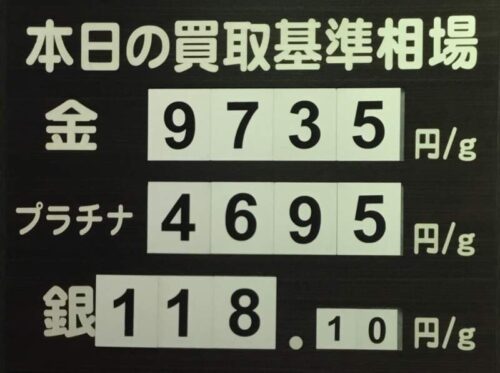 本日の買取基準相場
金 9735 円/g
プラチナ 4695 円/g
銀 118.10 円/g